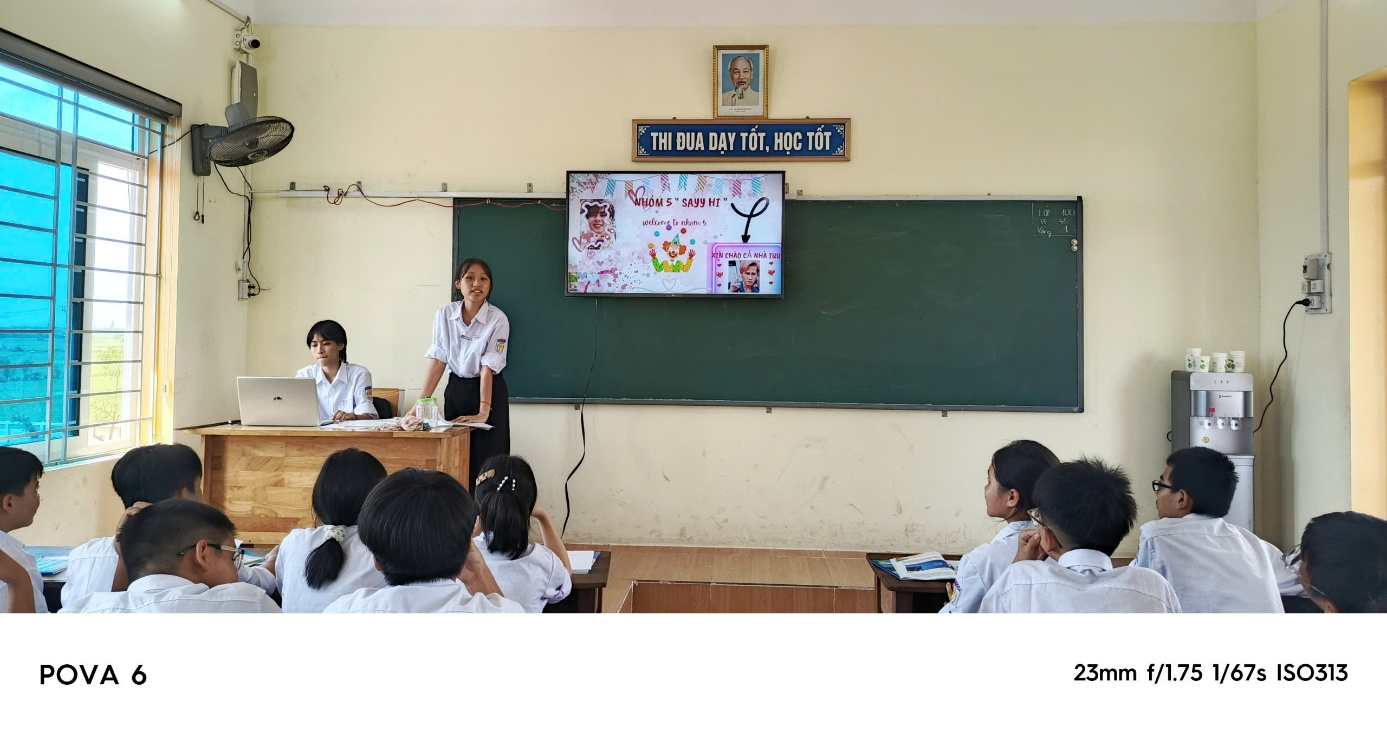 THI ĐUA DẠY TỐT, HỌC TỐT
NHÓM 5 " SAYY HI "
welcome to nhóm 5
XIN CHÀO CẢ NHÀ IUU
POVA 6
23mm f/1.75 1/67s ISO313